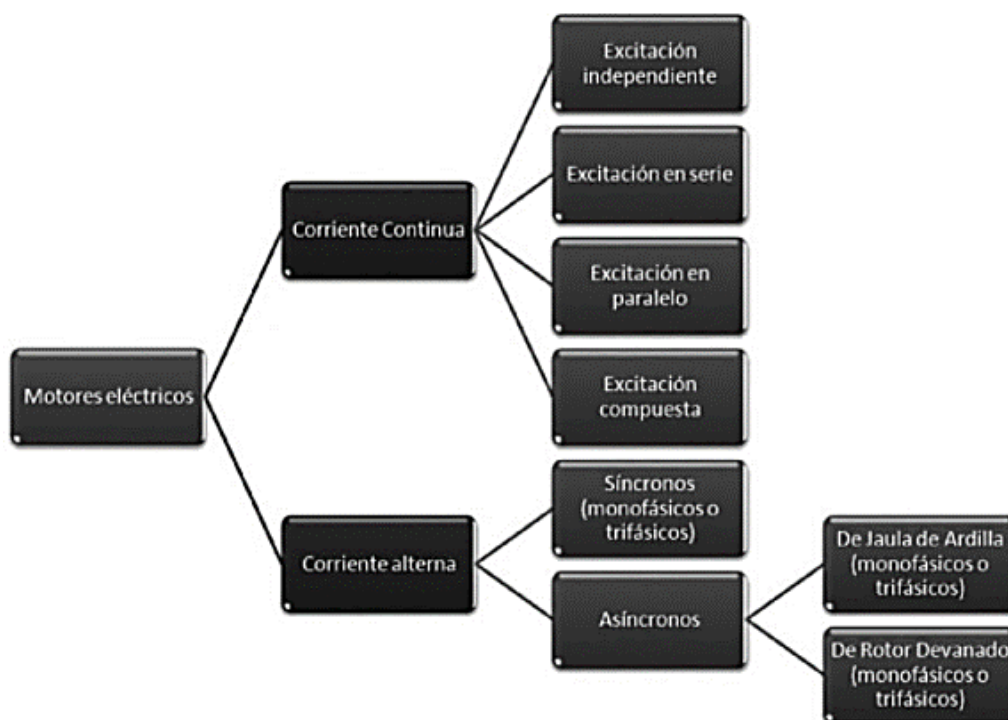 Motores eléctricos
Corriente Continua
Excitación
independiente
Excitación en serie
Excitación en
paralelo
Excitación
compuesta
Corriente alterna
Síncronos
(monofásicos o
trifásicos)
Asíncronos
De Jaula de Ardilla
(monofásicos o
trifásicos)
De Rotor Devanado
(monofásicos o
trifásicos)